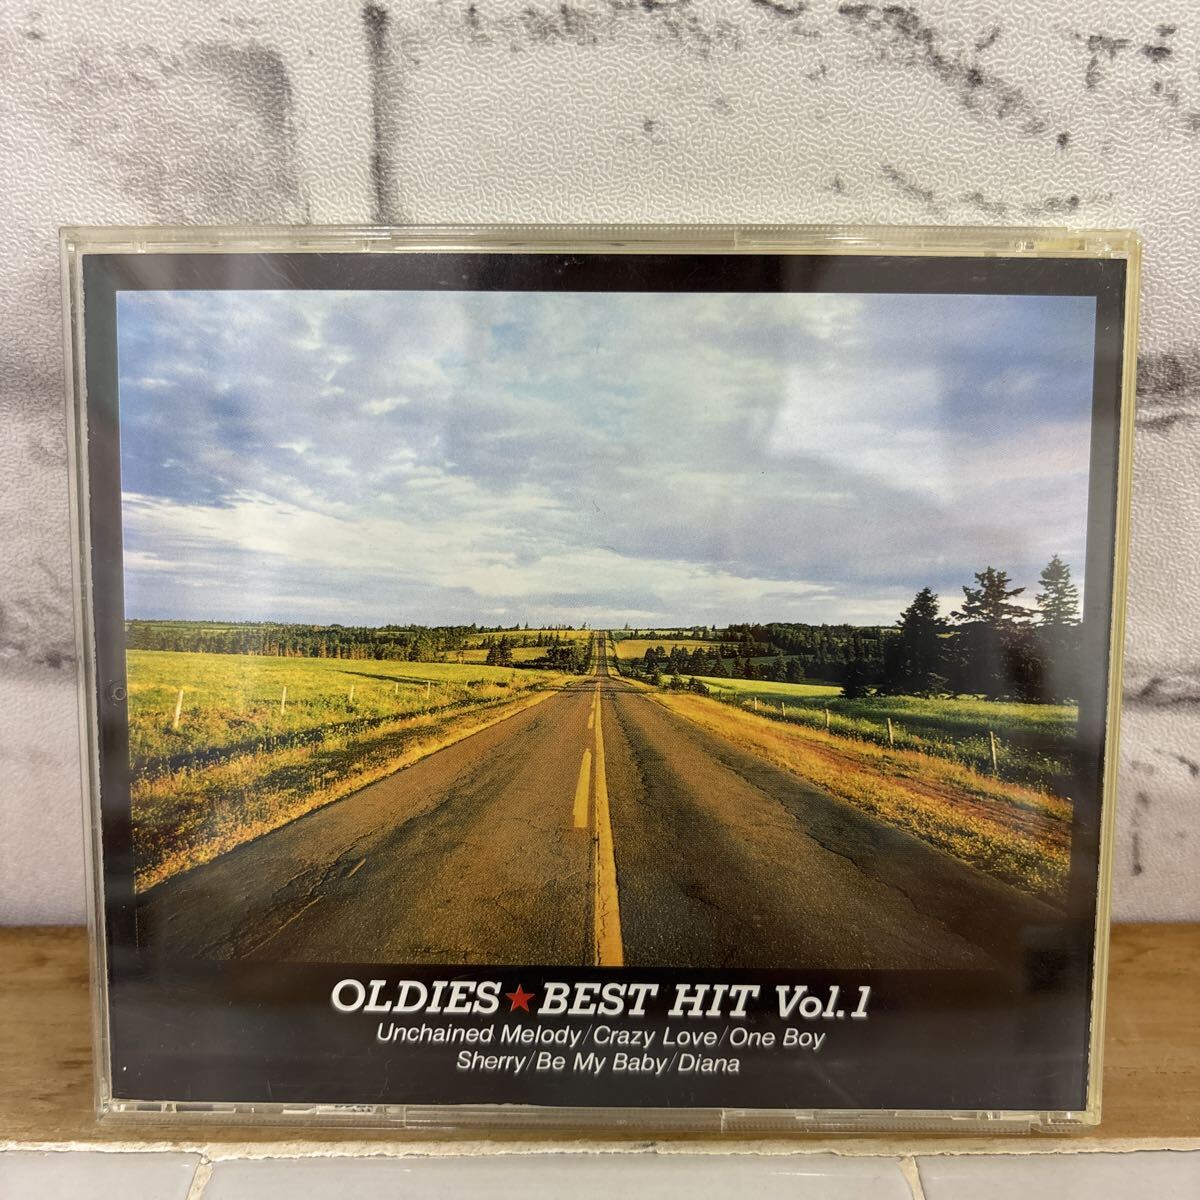 OLDIES★BEST HIT Vol.1
Unchained Melody/Crazy Love/One Boy
Sherry/Be My Baby/Diana